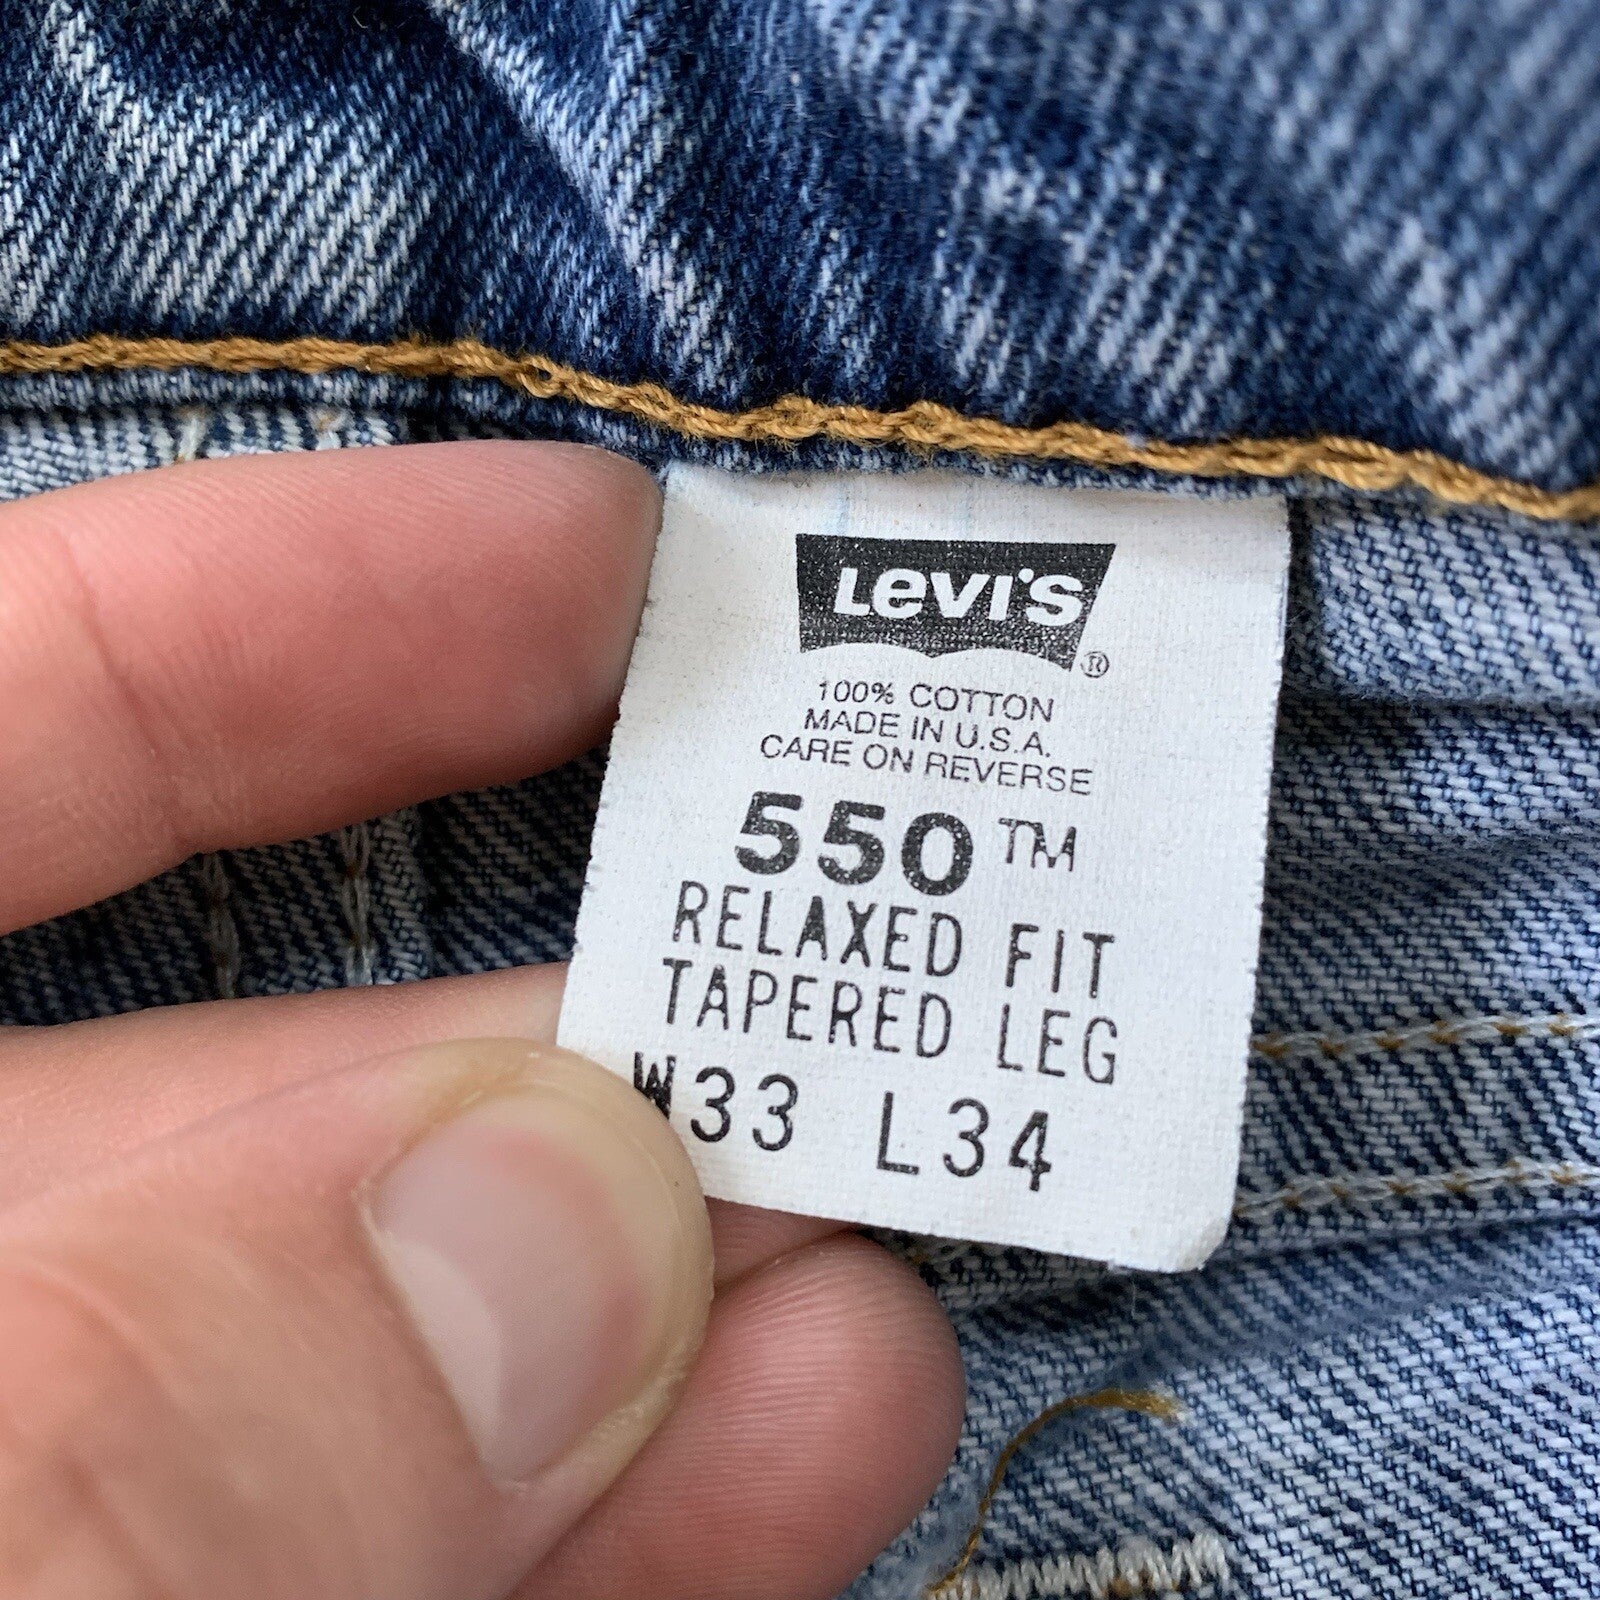 Levi's®
100% COTTON
MADE IN U.S.A.
CARE ON REVERSE
550™
RELAXED FIT
TAPERED LEG
W33 L34